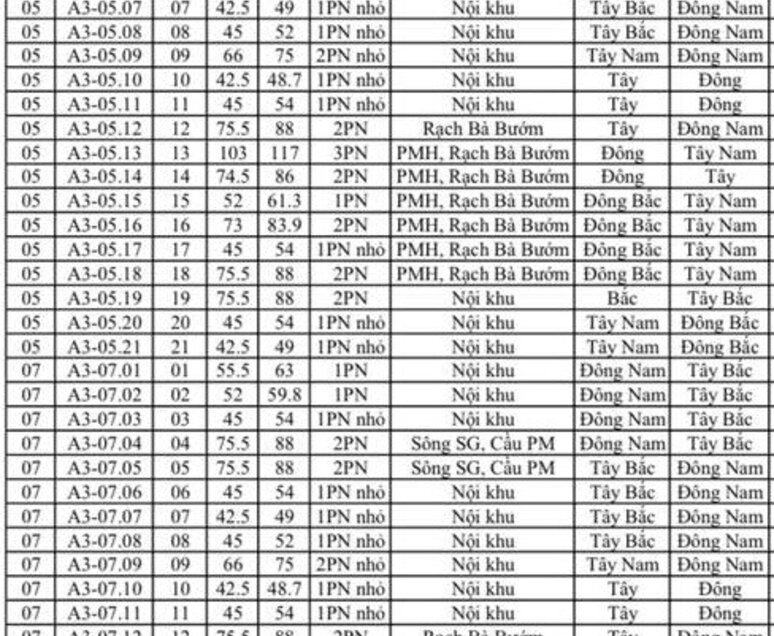 05 A3-05.07 07 42.5 49 1PN nhỏ Nội khu Tây Bắc Đông Nam
05 A3-05.08 08 45 52 1PN nhỏ Nội khu Tây Bắc Đông Nam
05 A3-05.09 09 66 75 2PN nhỏ Nội khu Tây Nam Đông Nam
05 A3-05.10 10 42.5 48.7 1PN nhỏ Nội khu Tây Đông
05 A3-05.11 11 45 54 1PN nhỏ Nội khu Tây Đông
05 A3-05.12 12 75.5 88 2PN Rạch Bà Bướm Tây Đông Nam
05 A3-05.13 13 103 117 3PN PMH, Rạch Bà Bướm Đông Tây Nam
05 A3-05.14 14 74.5 86 2PN PMH, Rạch Bà Bướm Đông Tây
05 A3-05.15 15 52 61.3 1PN PMH, Rạch Bà Bướm Đông Bắc Tây Nam
05 A3-05.16 16 73 83.9 2PN PMH, Rạch Bà Bướm Đông Bắc Tây Nam
05 A3-05.17 17 45 54 1PN nhỏ PMH, Rạch Bà Bướm Đông Bắc Tây Nam
05 A3-05.18 18 75.5 88 2PN PMH, Rạch Bà Bướm Đông Bắc Tây Nam
05 A3-05.19 19 75.5 88 2PN Nội khu Bắc Tây Bắc
05 A3-05.20 20 45 54 1PN nhỏ Nội khu Tây Nam Đông Bắc
05 A3-05.21 21 42.5 49 1PN nhỏ Nội khu Tây Nam Đông Bắc
07 A3-07.01 01 55.5 63 1PN Nội khu Đông Nam Tây Bắc
07 A3-07.02 02 52 59.8 1PN Nội khu Đông Nam Tây Bắc
07 A3-07.03 03 45 54 1PN nhỏ Nội khu Đông Nam Tây Bắc
07 A3-07.04 04 75.5 88 2PN Sông SG, Cầu PM Đông Nam Tây Bắc
07 A3-07.05 05 75.5 88 2PN Sông SG, Cầu PM Tây Bắc Đông Nam
07 A3-07.06 06 45 54 1PN nhỏ Nội khu Tây Bắc Đông Nam
07 A3-07.07 07 42.5 49 1PN nhỏ Nội khu Tây Bắc Đông Nam
07 A3-07.08 08 45 52 1PN nhỏ Nội khu Tây Bắc Đông Nam
07 A3-07.09 09 66 75 2PN nhỏ Nội khu Tây Nam Đông Nam
07 A3-07.10 10 42.5 48.7 1PN nhỏ Nội khu Tây Đông
07 A3-07.11 11 45 54 1PN nhỏ Nội khu Tây Đông
07 A3-07.12 12 75.5 88 2PN Rạch Bà Bướm Tây Đông Nam